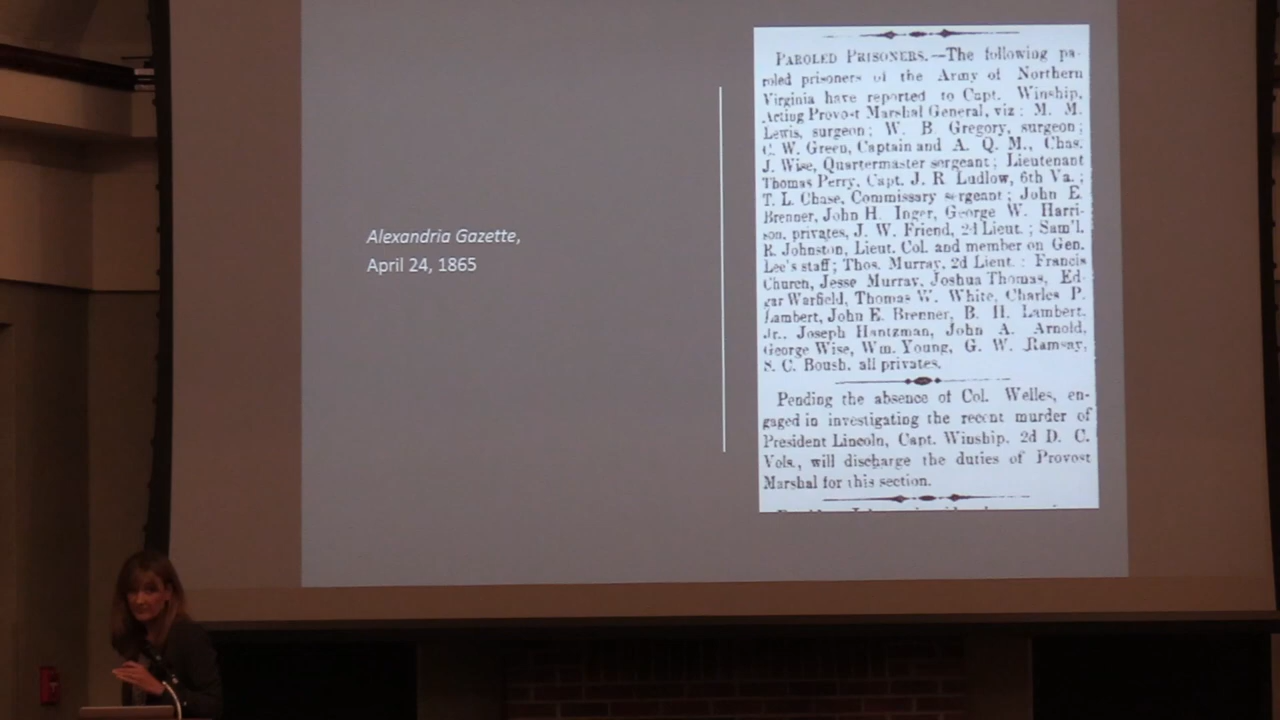 Alexandria Gazette,
April 24, 1865
PAROLED PRISONERS.—The following pa-
roled prisoners of the Army of Northern
Virginia have reported to Capt. Winship,
Acting Provost Marshal General, viz: M. M.
Lewis, surgeon; W. B. Gregory, surgeon;
C. W. Green, Captain and A. Q. M., Chas.
J. Wise, Quartermaster sergeant; Lieutenant
Thomas Perry, Capt. J. R. Ludlow, 6th Va.;
T. L. Chase, Commissary sergeant; John E.
Brenner, John H. Inger, George W. Harri-
son, privates, J. W. Friend, 2d Lieut.; Sam'l.
R. Johnston, Lieut. Col. and member on Gen.
Lee's staff; Thos. Murray, 2d Lieut.; Francis
Church, Jesse Murray, Joshua Thomas, Ed-
gar Warfield, Thomas W. White, Charles P.
Lambert, John E. Brenner, B. H. Lambert,
Jr., Joseph Hantzman, John A. Arnold,
George Wise, Wm. Young, G. W. Ramsay,
S. C. Boush, all privates.
Pending the absence of Col. Welles, en-
gaged in investigating the recent murder of
President Lincoln, Capt. Winship, 2d D. C.
Vols., will discharge the duties of Provost
Marshal for this section.